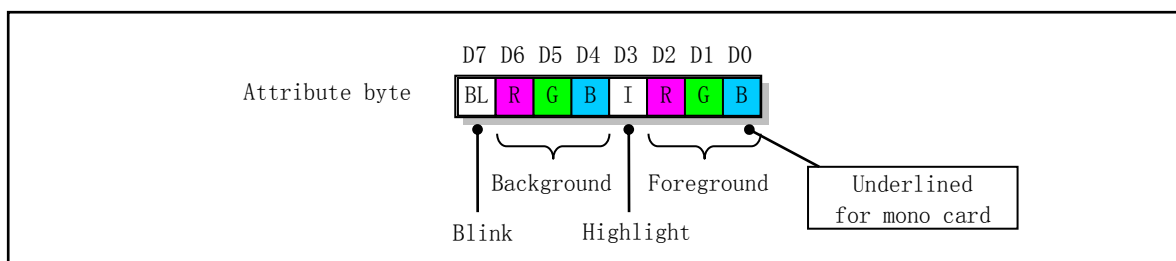 D7 D6 D5 D4 D3 D2 D1 D0
Attribute byte BL R G B I R G B
Background Foreground
Underlined
for mono card
Blink Highlight